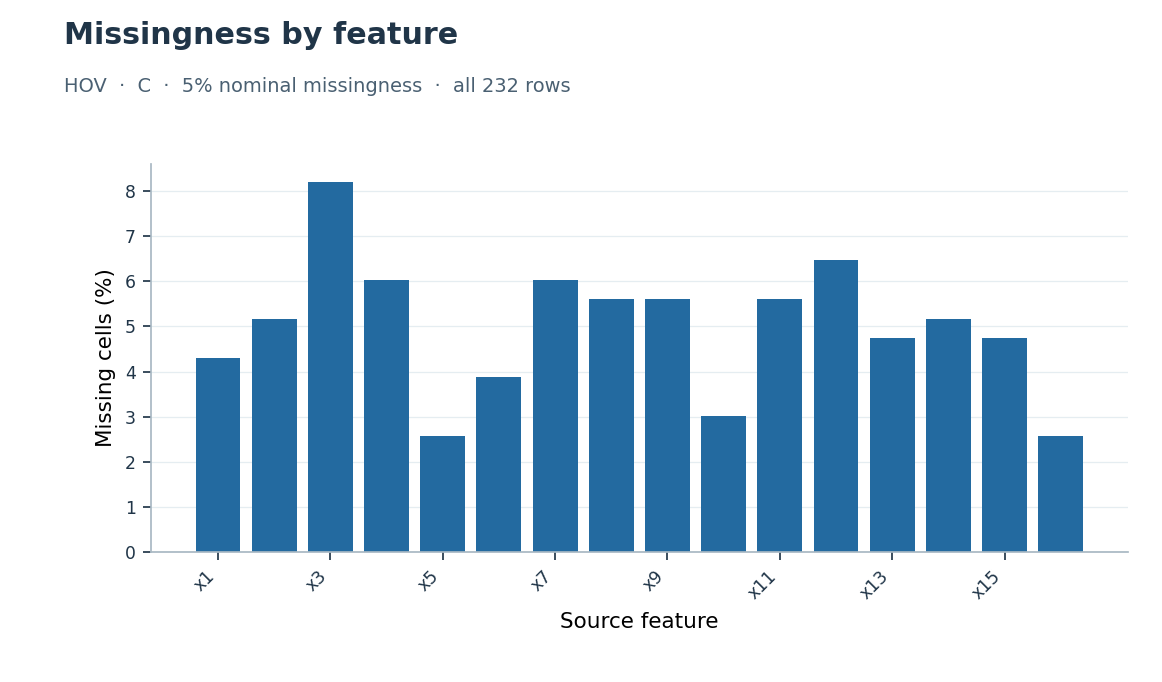 Missingness by feature
HOV · C · 5% nominal missingness · all 232 rows
8
7
6
5
4
3
2
1
0
Missing cells (%)
x1
x3
x5
x7
x9
x11
x13
x15
Source feature